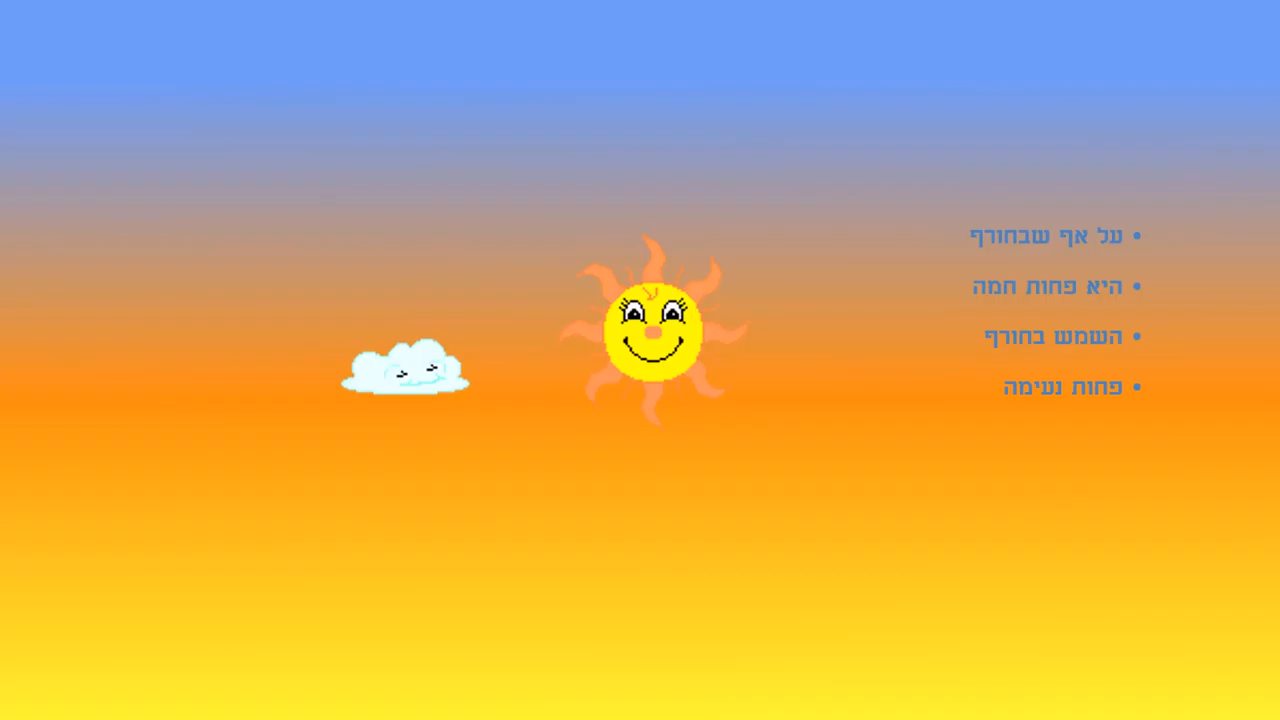 • על אף שבחורף
• היא פחות חמה
• השמש בחורף
• פחות נעימה